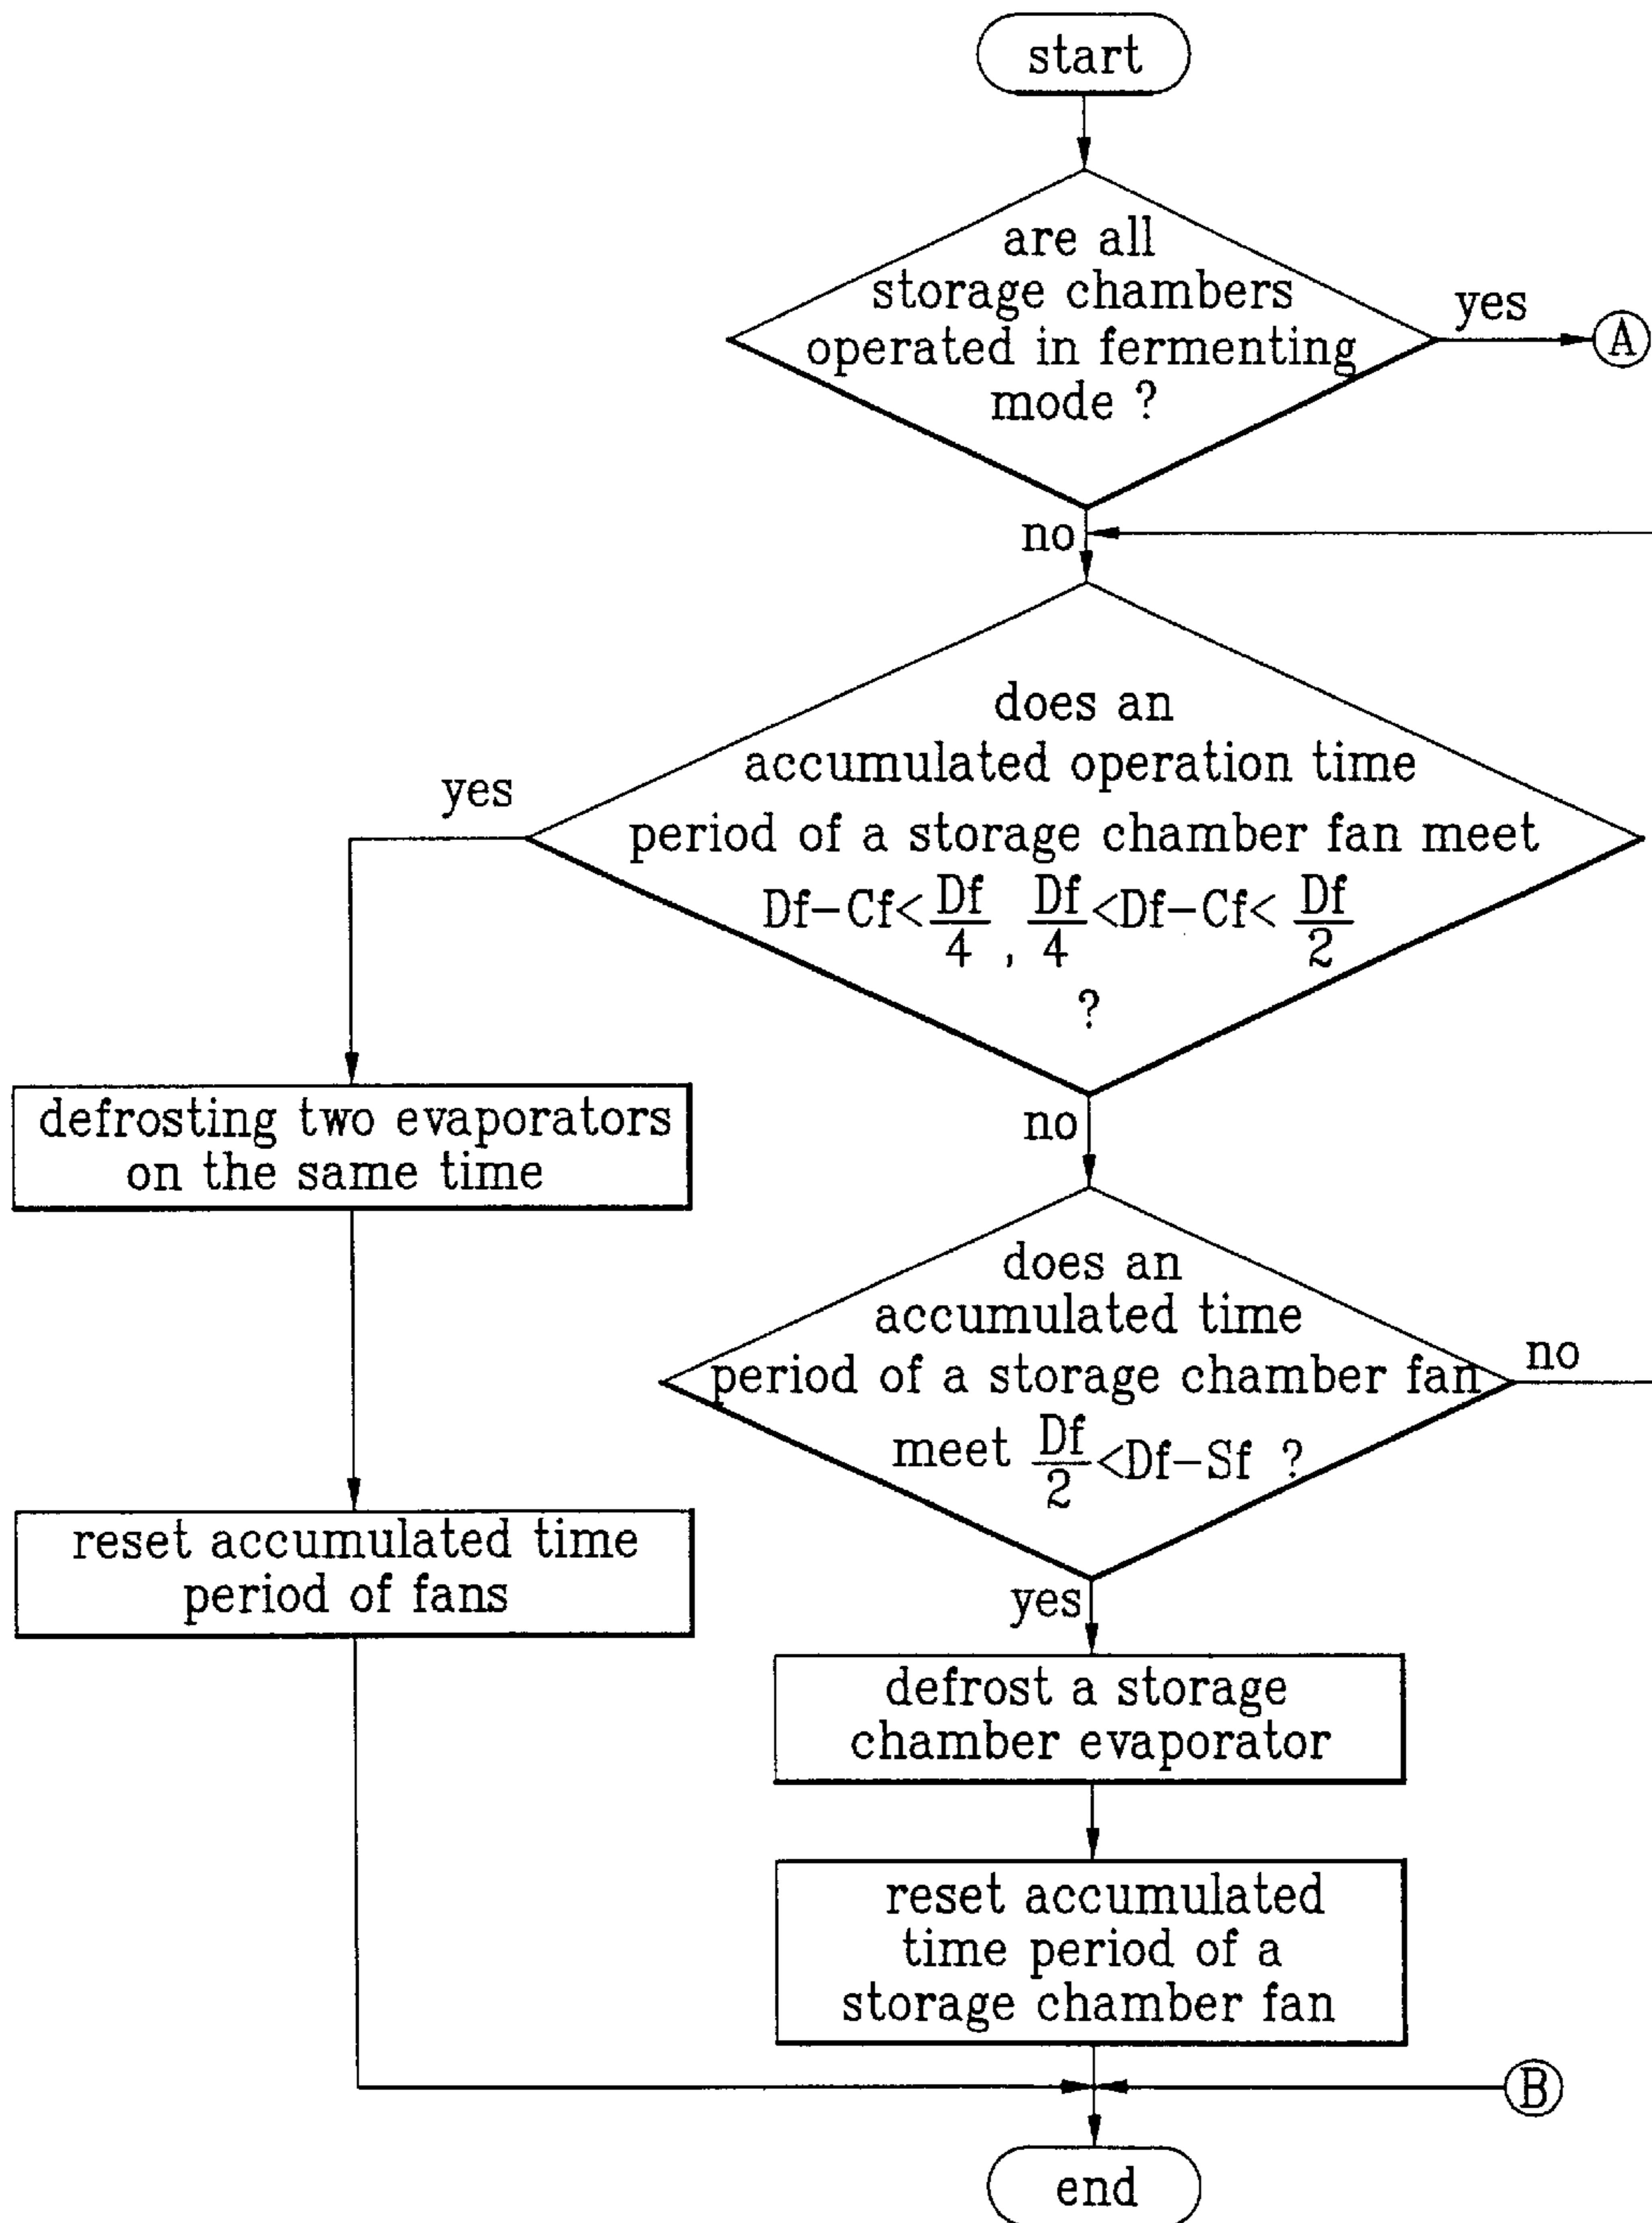 start
are all
storage chambers
operated in fermenting
mode ?
yes
A
no
does an
accumulated operation time
period of a storage chamber fan meet
Df-Cf<Df/4 , Df/4<Df-Cf< Df/2
?
yes
no
defrosting two evaporators
on the same time
does an
accumulated time
period of a storage chamber fan
meet Df/2<Df-Sf ?
no
yes
reset accumulated time
period of fans
defrost a storage
chamber evaporator
reset accumulated
time period of a
storage chamber fan
B
end